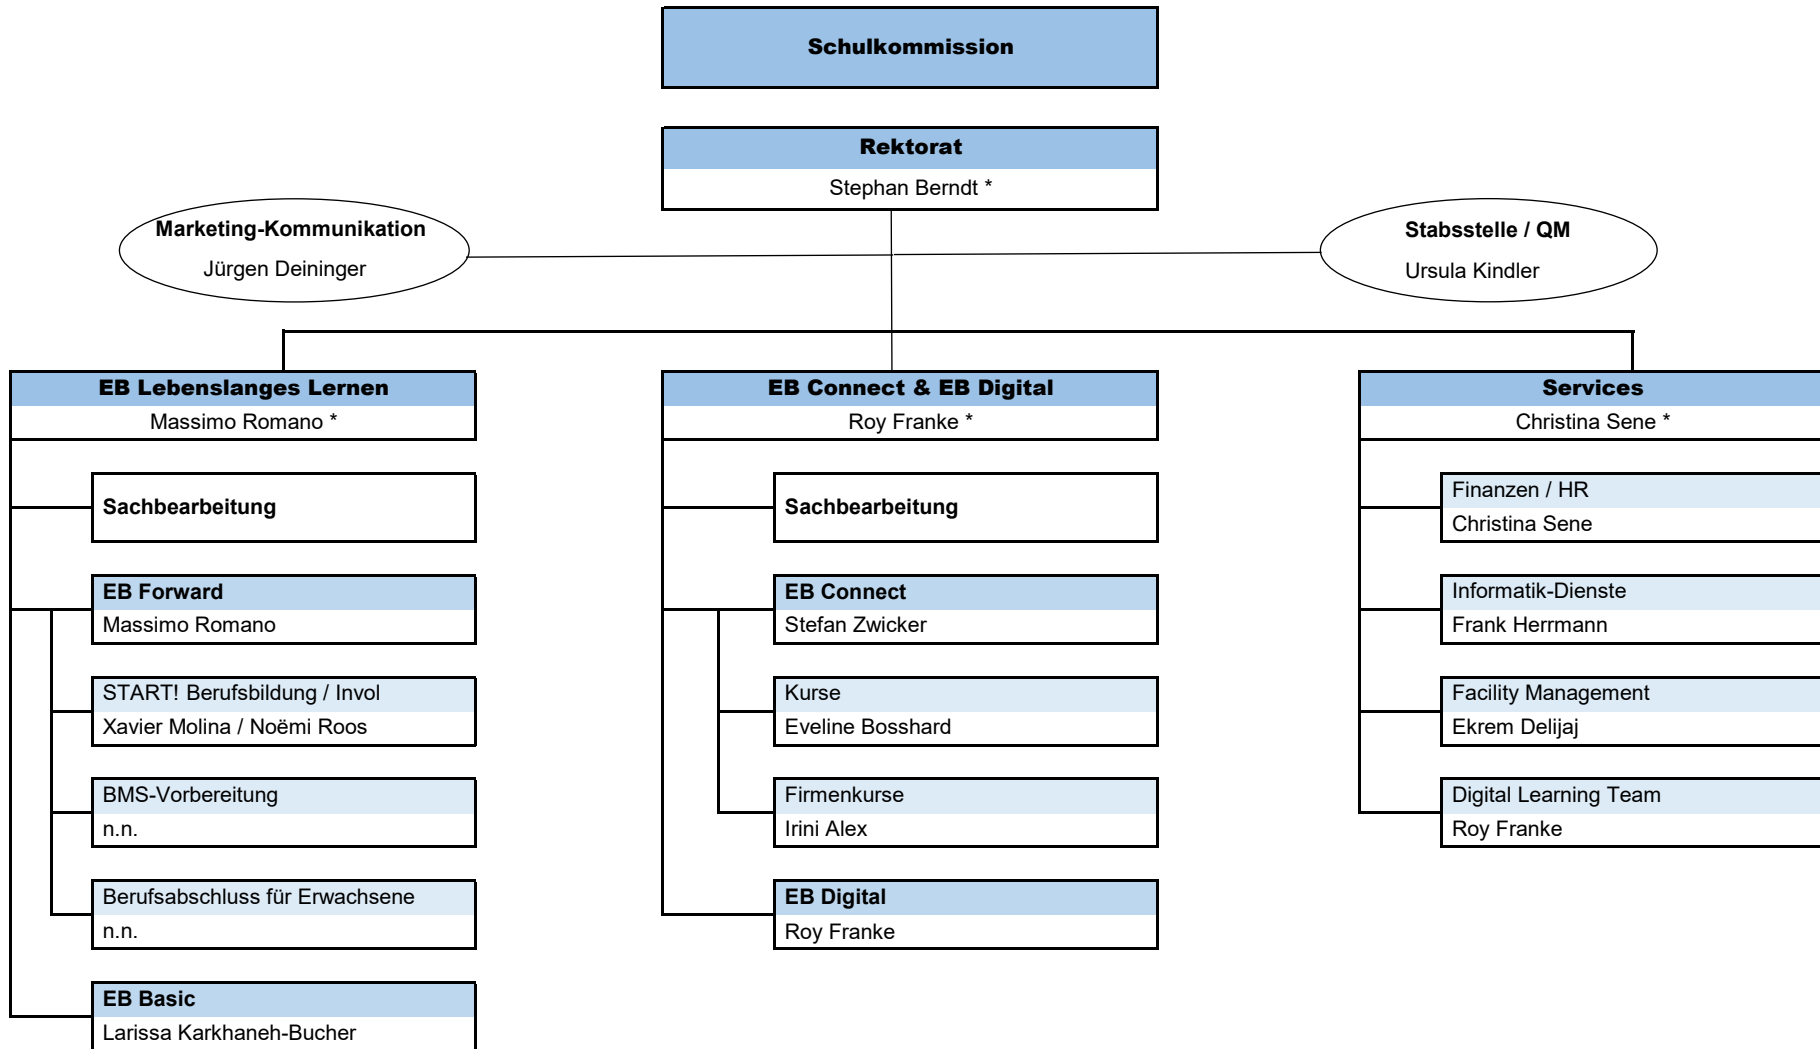 Schulkommission
Rektorat
Stephan Berndt *
Marketing-Kommunikation
Jürgen Deininger
Stabsstelle / QM
Ursula Kindler
EB Lebenslanges Lernen
Massimo Romano *
Sachbearbeitung
EB Forward
Massimo Romano
START! Berufsbildung / Invol
Xavier Molina / Noëmi Roos
BMS-Vorbereitung
n.n.
Berufsabschluss für Erwachsene
n.n.
EB Basic
Larissa Karkhaneh-Bucher
EB Connect & EB Digital
Roy Franke *
Sachbearbeitung
EB Connect
Stefan Zwicker
Kurse
Eveline Bosshard
Firmenkurse
Irini Alex
EB Digital
Roy Franke
Services
Christina Sene *
Finanzen / HR
Christina Sene
Informatik-Dienste
Frank Herrmann
Facility Management
Ekrem Delijaj
Digital Learning Team
Roy Franke